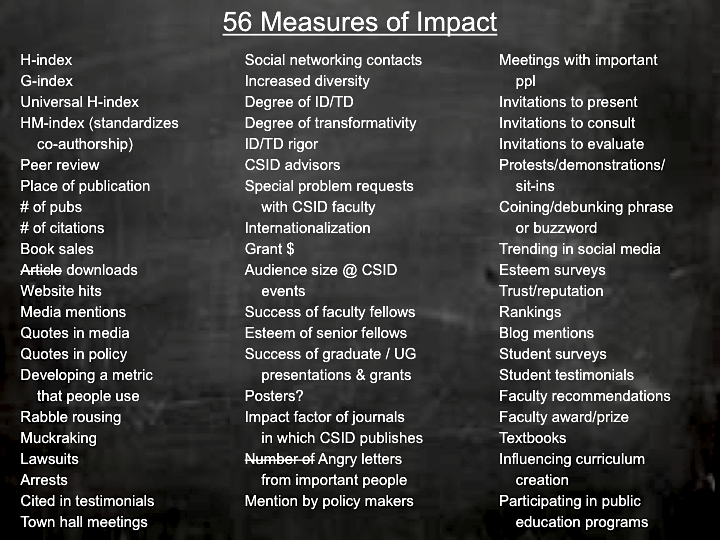 56 Measures of Impact
H-index
G-index
Universal H-index
HM-index (standardizes
co-authorship)
Peer review
Place of publication
# of pubs
# of citations
Book sales
Article downloads
Website hits
Media mentions
Quotes in media
Quotes in policy
Developing a metric
that people use
Rabble rousing
Muckraking
Lawsuits
Arrests
Cited in testimonials
Town hall meetings
Social networking contacts
Increased diversity
Degree of ID/TD
Degree of transformativity
ID/TD rigor
CSID advisors
Special problem requests
with CSID faculty
Internationalization
Grant $
Audience size @ CSID
events
Success of faculty fellows
Esteem of senior fellows
Success of graduate / UG
presentations & grants
Posters?
Impact factor of journals
in which CSID publishes
Number of Angry letters
from important people
Mention by policy makers
Meetings with important
ppl
Invitations to present
Invitations to consult
Invitations to evaluate
Protests/demonstrations/
sit-ins
Coining/debunking phrase
or buzzword
Trending in social media
Esteem surveys
Trust/reputation
Rankings
Blog mentions
Student surveys
Student testimonials
Faculty recommendations
Faculty award/prize
Textbooks
Influencing curriculum
creation
Participating in public
education programs